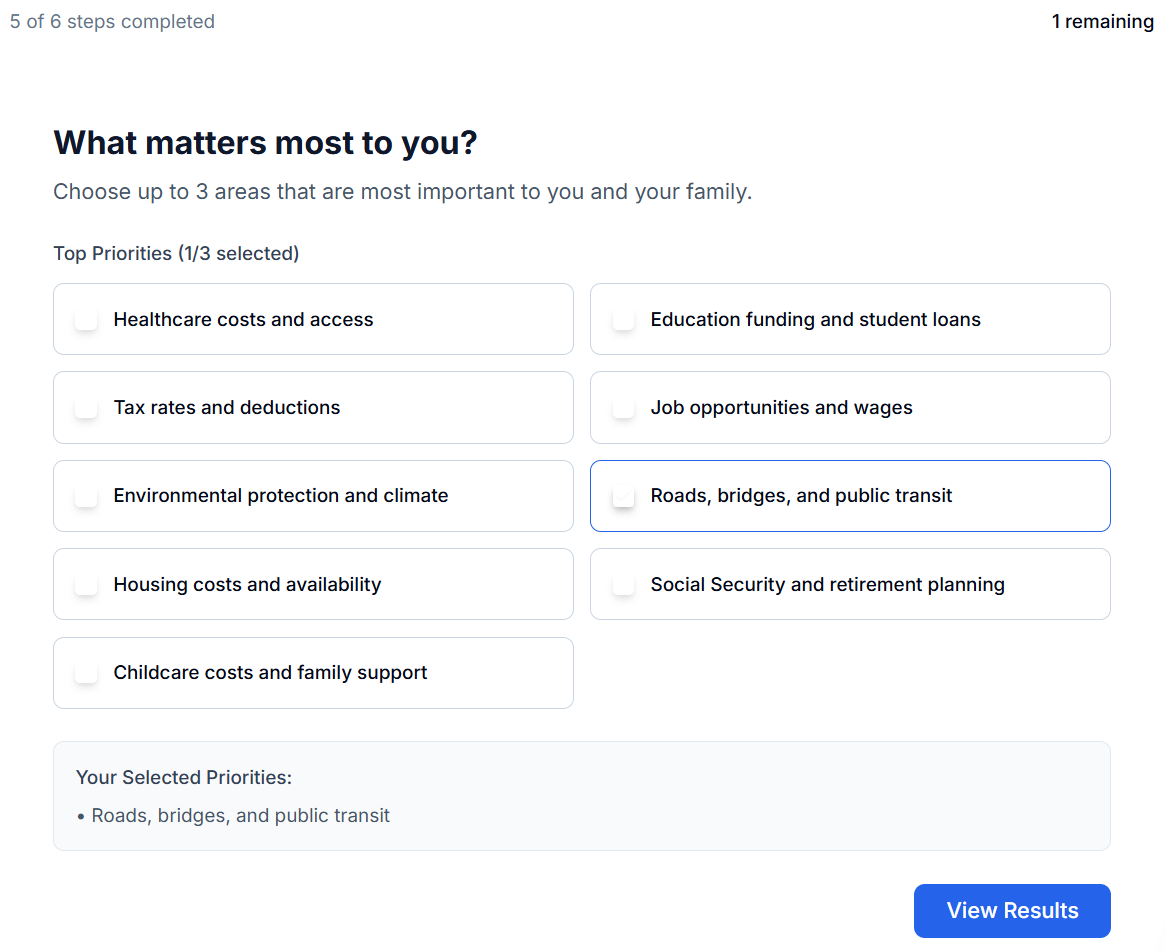 5 of 6 steps completed
1 remaining
What matters most to you?
Choose up to 3 areas that are most important to you and your family.
Top Priorities (1/3 selected)
Healthcare costs and access
Education funding and student loans
Tax rates and deductions
Job opportunities and wages
Environmental protection and climate
Roads, bridges, and public transit
Housing costs and availability
Social Security and retirement planning
Childcare costs and family support
Your Selected Priorities:
• Roads, bridges, and public transit
View Results